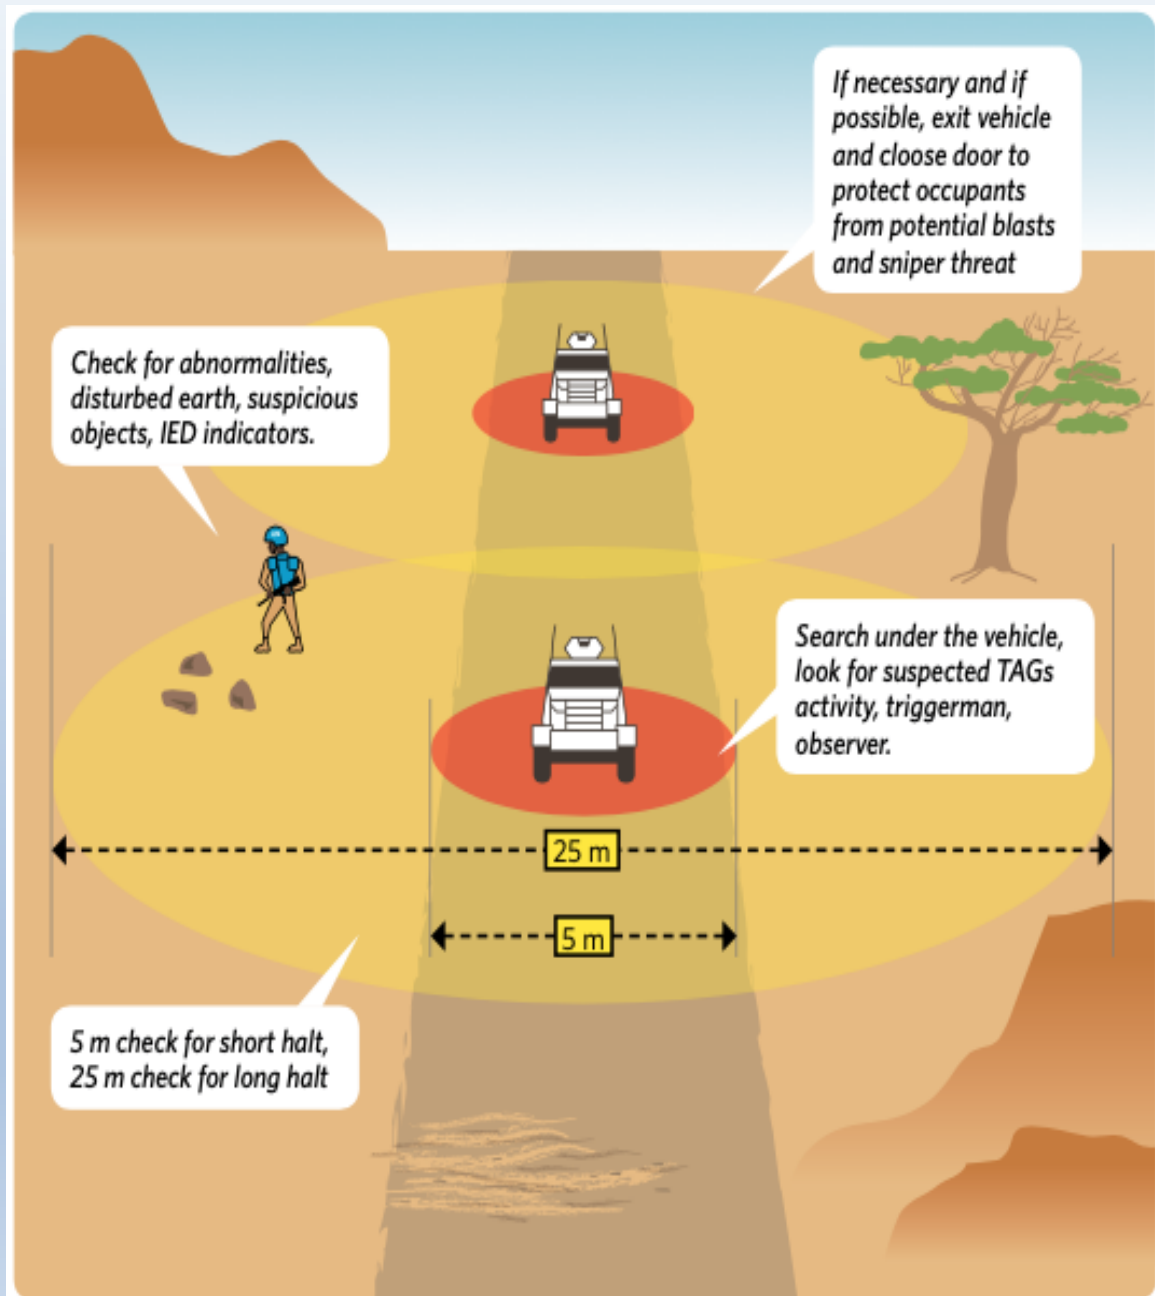 If necessary and if
possible, exit vehicle
and cloose door to
protect occupants
from potential blasts
and sniper threat
Check for abnormalities,
disturbed earth, suspicious
objects, IED indicators.
Search under the vehicle,
look for suspected TAGs
activity, triggerman,
observer.
25 m
5 m
5 m check for short halt,
25 m check for long halt